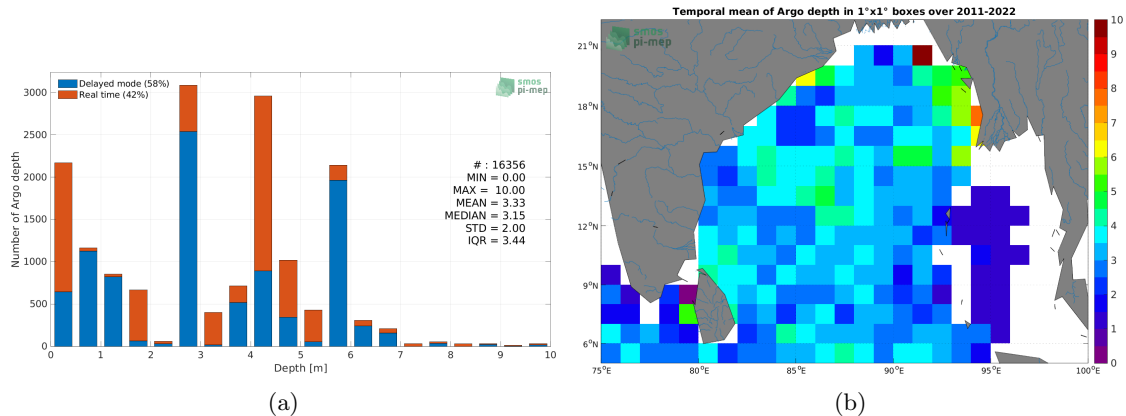 Temporal mean of Argo depth in 1°x1° boxes over 2011-2022
smos
pi-mep
Delayed mode (58%)
Real time (42%)
smos
pi-mep
# : 16356
MIN = 0.00
MAX = 10.00
MEAN = 3.33
MEDIAN = 3.15
STD = 2.00
IQR = 3.44
Number of Argo depth
3000
2500
2000
1500
1000
500
0
0 1 2 3 4 5 6 7 8 9 10
Depth [m]
21°N
18°N
15°N
12°N
9°N
6°N
75°E 80°E 85°E 90°E 95°E 100°E
10
9
8
7
6
5
4
3
2
1
0
(a)
(b)